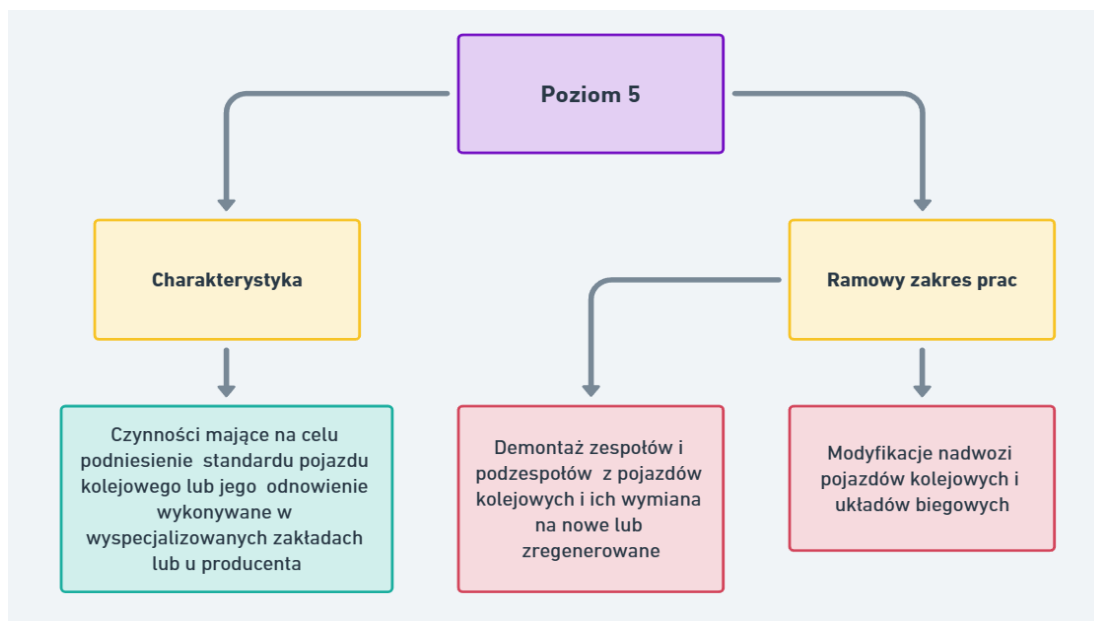 Poziom 5
Charakterystyka
Ramowy zakres prac
Czynności mające na celu
podniesienie standardu pojazdu
kolejowego lub jego odnowienie
wykonywane w
wyspecjalizowanych zakładach
lub u producenta
Demontaż zespołów i
podzespołów z pojazdów
kolejowych i ich wymiana
na nowe lub
zregenerowane
Modyfikacje nadwozi
pojazdów kolejowych i
układów biegowych